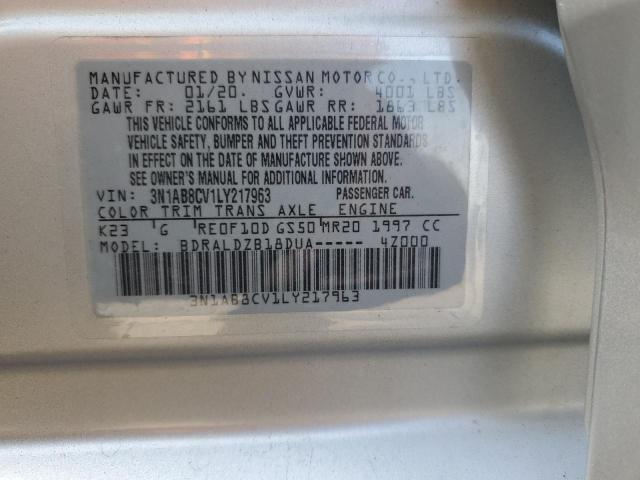 MANUFACTURED BY NISSAN MOTOR CO., LTD.
DATE: 01/20. GVWR: 4001 LBS
GAWR FR: 2161 LBS GAWR RR: 1863 LBS
THIS VEHICLE CONFORMS TO ALL APPLICABLE FEDERAL MOTOR
VEHICLE SAFETY, BUMPER AND THEFT PREVENTION STANDARDS
IN EFFECT ON THE DATE OF MANUFACTURE SHOWN ABOVE.
SEE OWNER'S MANUAL FOR ADDITIONAL INFORMATION.
VIN: 3N1AB8CV1LY217963 PASSENGER CAR.
COLOR TRIM TRANS AXLE ENGINE
K23 G RE0F10D GS50 MR20 1997 CC
MODEL: BDRALDZB18DUA----- 4Z000
3N1AB8CV1LY217963